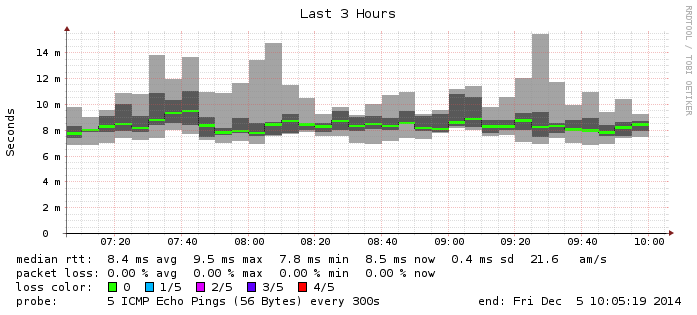 Last 3 Hours
RRDTOOL / TOBI OETIKER
Seconds
14 m
12 m
10 m
8 m
6 m
4 m
2 m
0
07:20 07:40 08:00 08:20 08:40 09:00 09:20 09:40 10:00
median rtt: 8.4 ms avg 9.5 ms max 7.8 ms min 8.5 ms now 0.4 ms sd 21.6 am/s
packet loss: 0.00 % avg 0.00 % max 0.00 % min 0.00 % now
loss color: 0 1/5 2/5 3/5 4/5
probe: 5 ICMP Echo Pings (56 Bytes) every 300s end: Fri Dec 5 10:05:19 2014